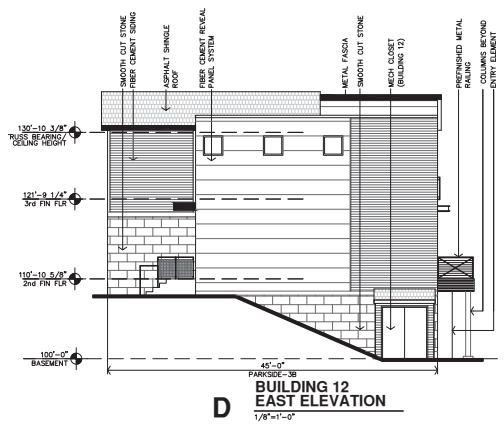 SMOOTH CUT STONE
FIBER CEMENT SIDING
ASPHALT SHINGLE
ROOF
FIBER CEMENT REVEAL
PANEL SYSTEM
METAL FASCIA
SMOOTH CUT STONE
MECH CLOSET
(BUILDING 12)
PREFINISHED METAL
RAILING
COLUMNS BEYOND
ENTRY ELEMENT
130'-10 3/8"
TRUSS BEARING/
CEILING HEIGHT
121'-9 1/4"
3rd FIN FLR
110'-10 5/8"
2nd FIN FLR
100'-0"
BASEMENT
45'-0"
PARKSIDE-3B
D
BUILDING 12
EAST ELEVATION
1/8"=1'-0"